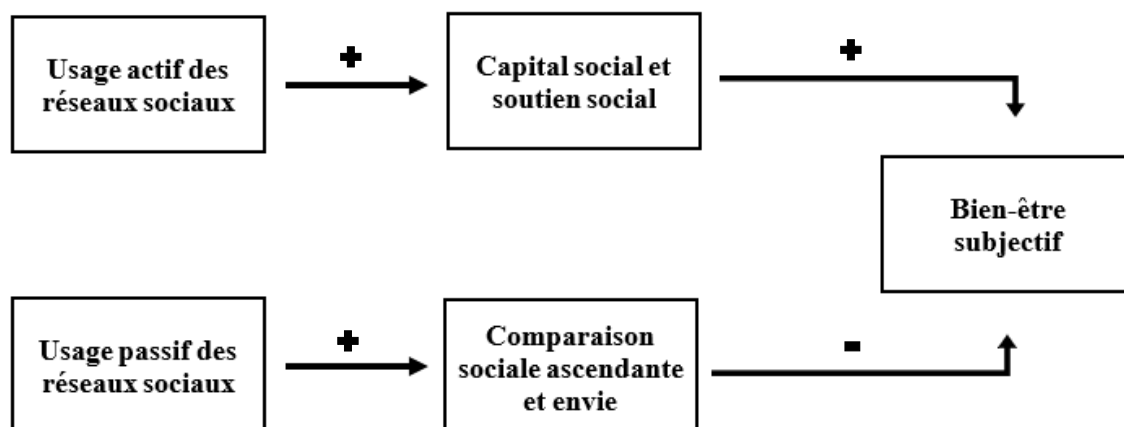 Usage actif des
réseaux sociaux
+
Capital social et
soutien social
+
Bien-être
subjectif
Usage passif des
réseaux sociaux
+
Comparaison
sociale ascendante
et envie
-